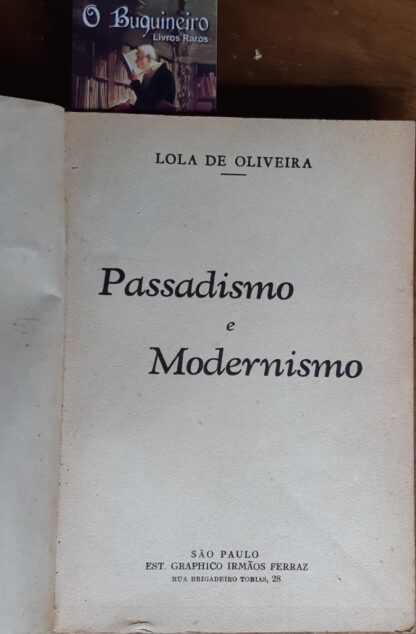 O Buquineiro
Livros Raros
LOLA DE OLIVEIRA
Passadismo
e
Modernismo
SÃO PAULO
EST. GRAPHICO IRMÃOS FERRAZ
RUA BRIGADEIRO TOBIAS, 28